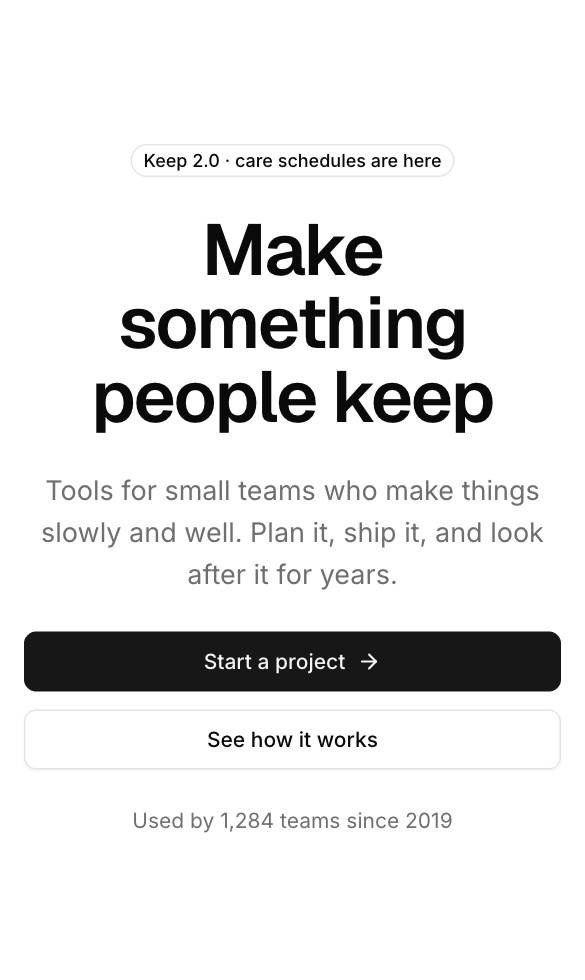 Keep 2.0 · care schedules are here
Make
something
people keep
Tools for small teams who make things
slowly and well. Plan it, ship it, and look
after it for years.
Start a project →
See how it works
Used by 1,284 teams since 2019